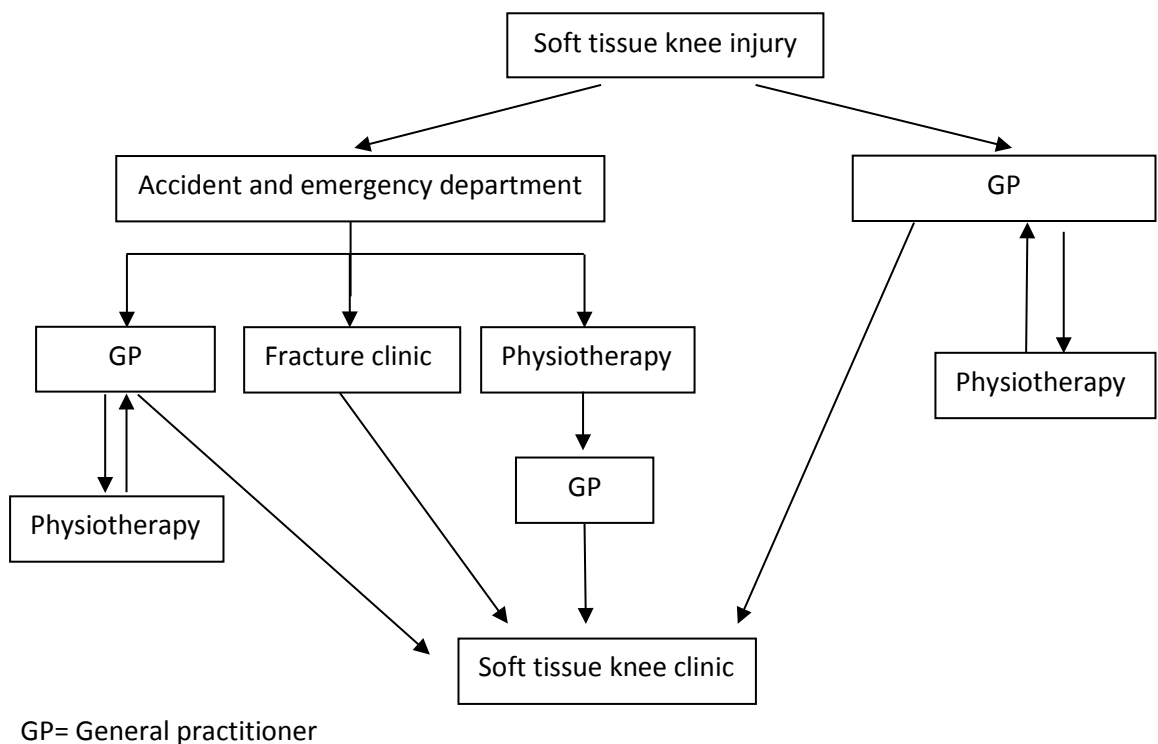 Soft tissue knee injury
Accident and emergency department
GP
GP
Fracture clinic
Physiotherapy
Physiotherapy
GP
Physiotherapy
Soft tissue knee clinic
GP= General practitioner